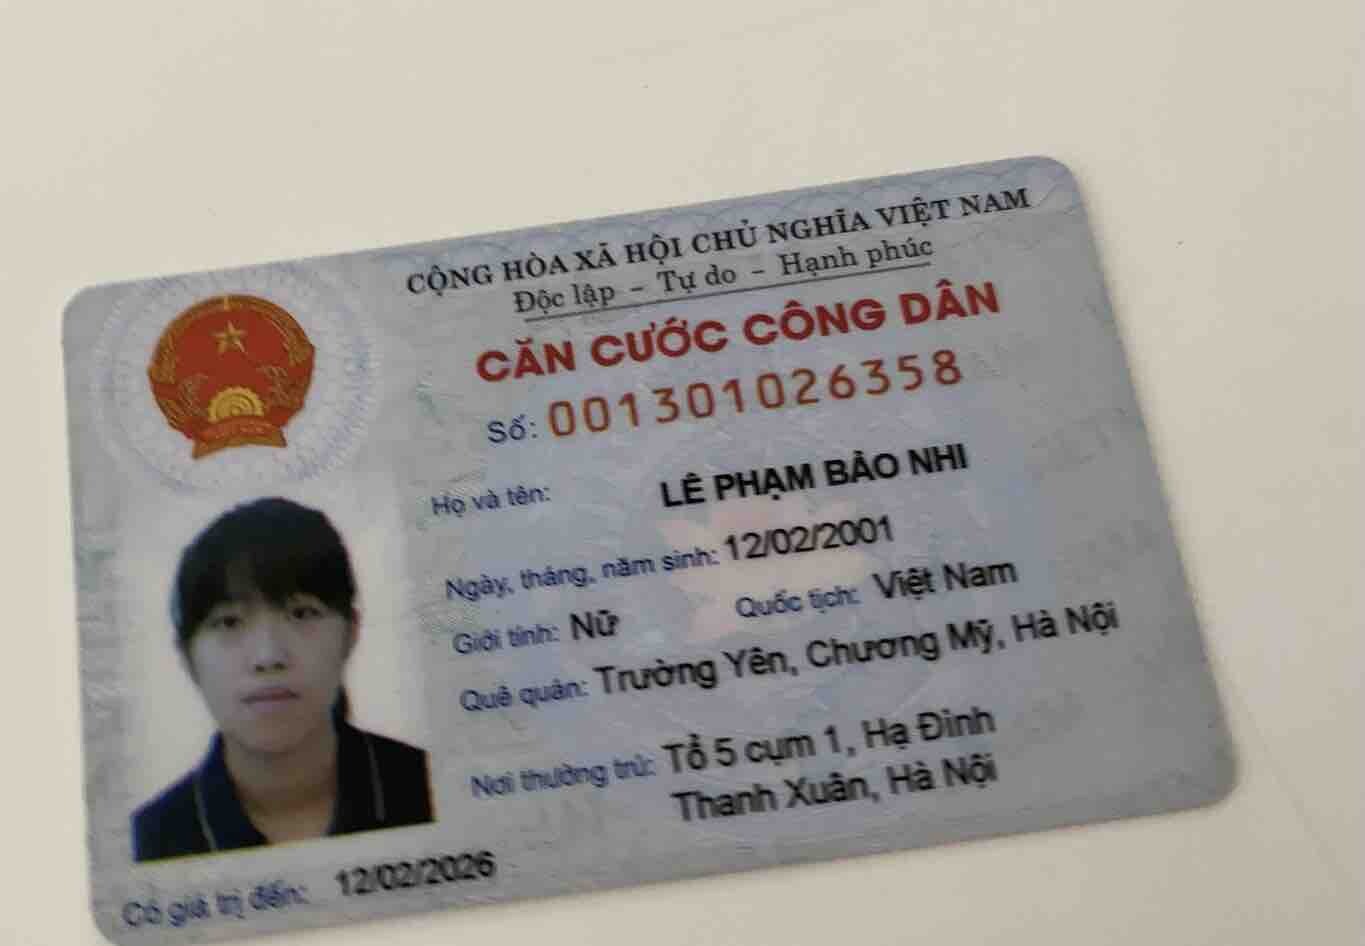 CỘNG HÒA XÃ HỘI CHỦ NGHĨA VIỆT NAM
Độc lập – Tự do – Hạnh phúc
CĂN CƯỚC CÔNG DÂN
Số: 001301026358
Họ và tên: LÊ PHẠM BẢO NHI
Ngày, tháng, năm sinh: 12/02/2001
Giới tính: Nữ Quốc tịch: Việt Nam
Quê quán: Trường Yên, Chương Mỹ, Hà Nội
Nơi thường trú: Tổ 5 cụm 1, Hạ Đình
Thanh Xuân, Hà Nội
Có giá trị đến: 12/02/2026